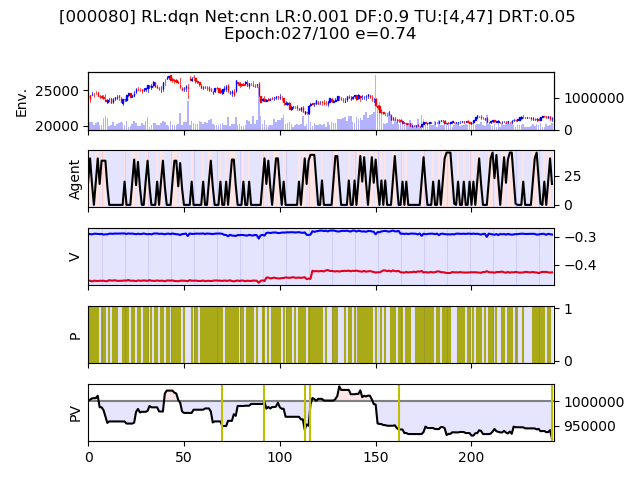 [000080] RL:dqn Net:cnn LR:0.001 DF:0.9 TU:[4,47] DRT:0.05
Epoch:027/100 e=0.74
Env.
25000
20000
1000000
0
Agent
25
0
V
−0.3
−0.4
P
1
0
PV
1000000
950000
0
50
100
150
200